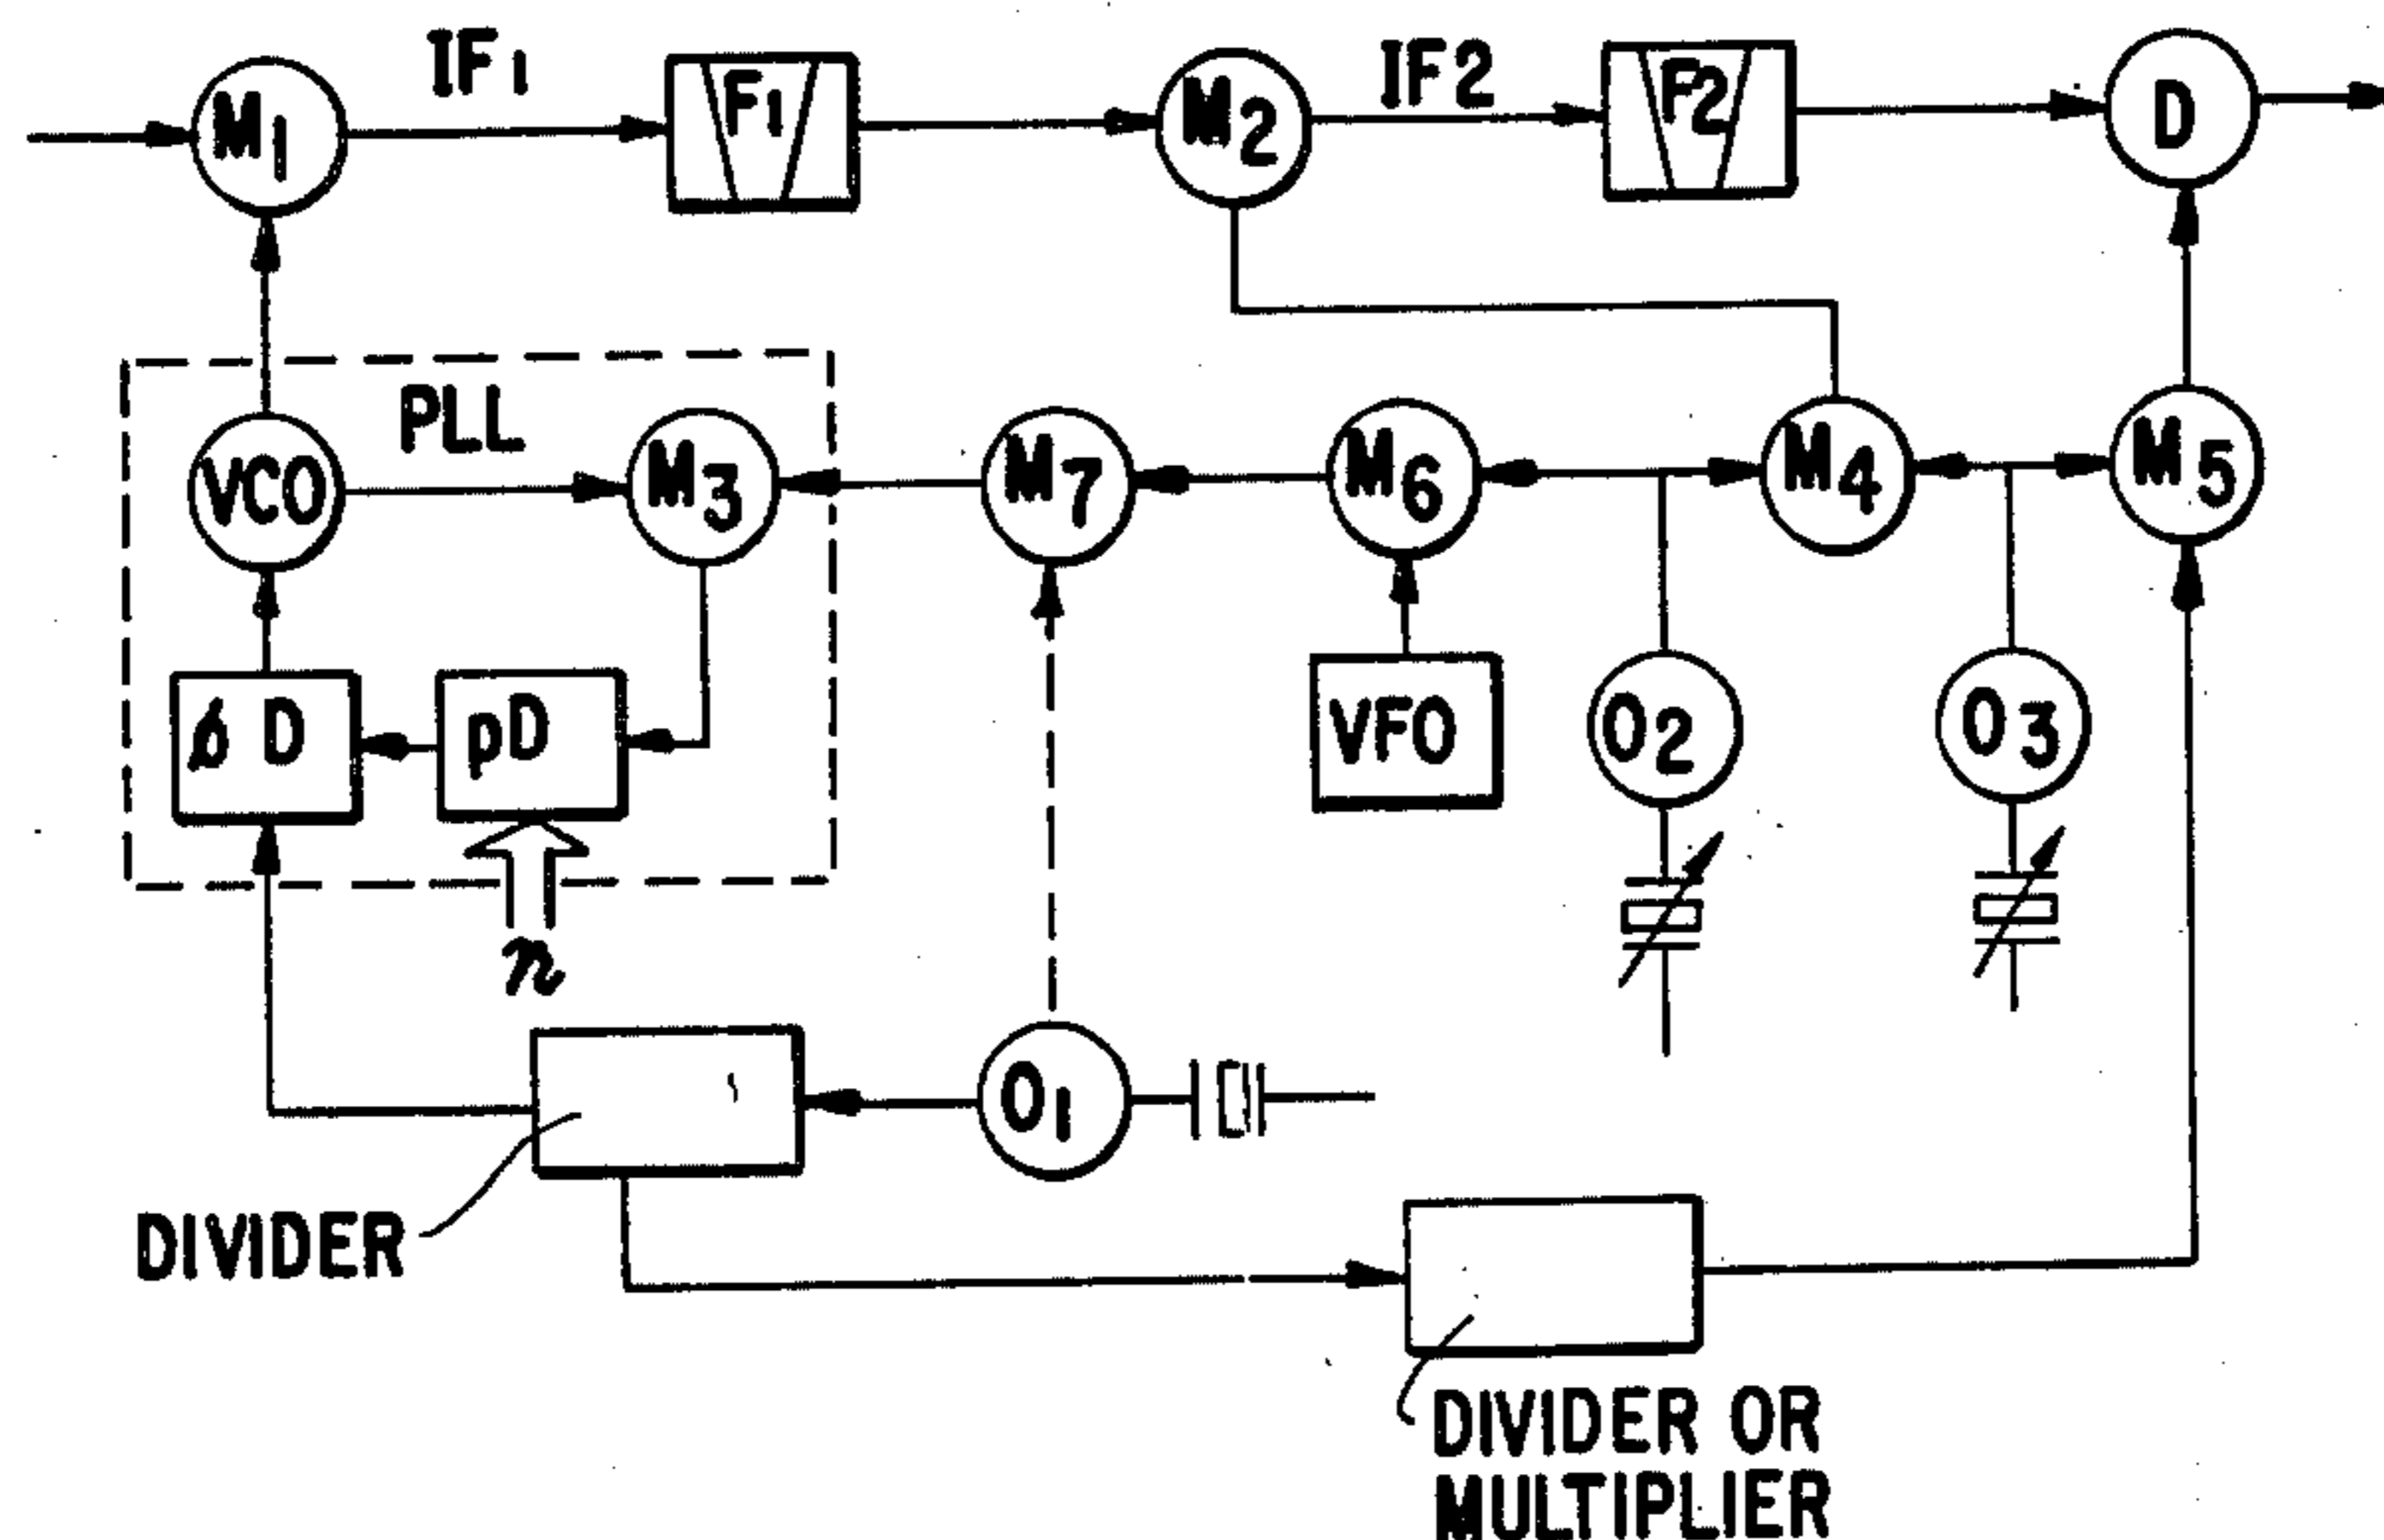 IF1
IF2
M1
F1
M2
F2
D
PLL
VCO
M3
M7
M6
M4
M5
φD
pD
VFO
O2
O3
n
O1
DIVIDER
DIVIDER OR
MULTIPLIER